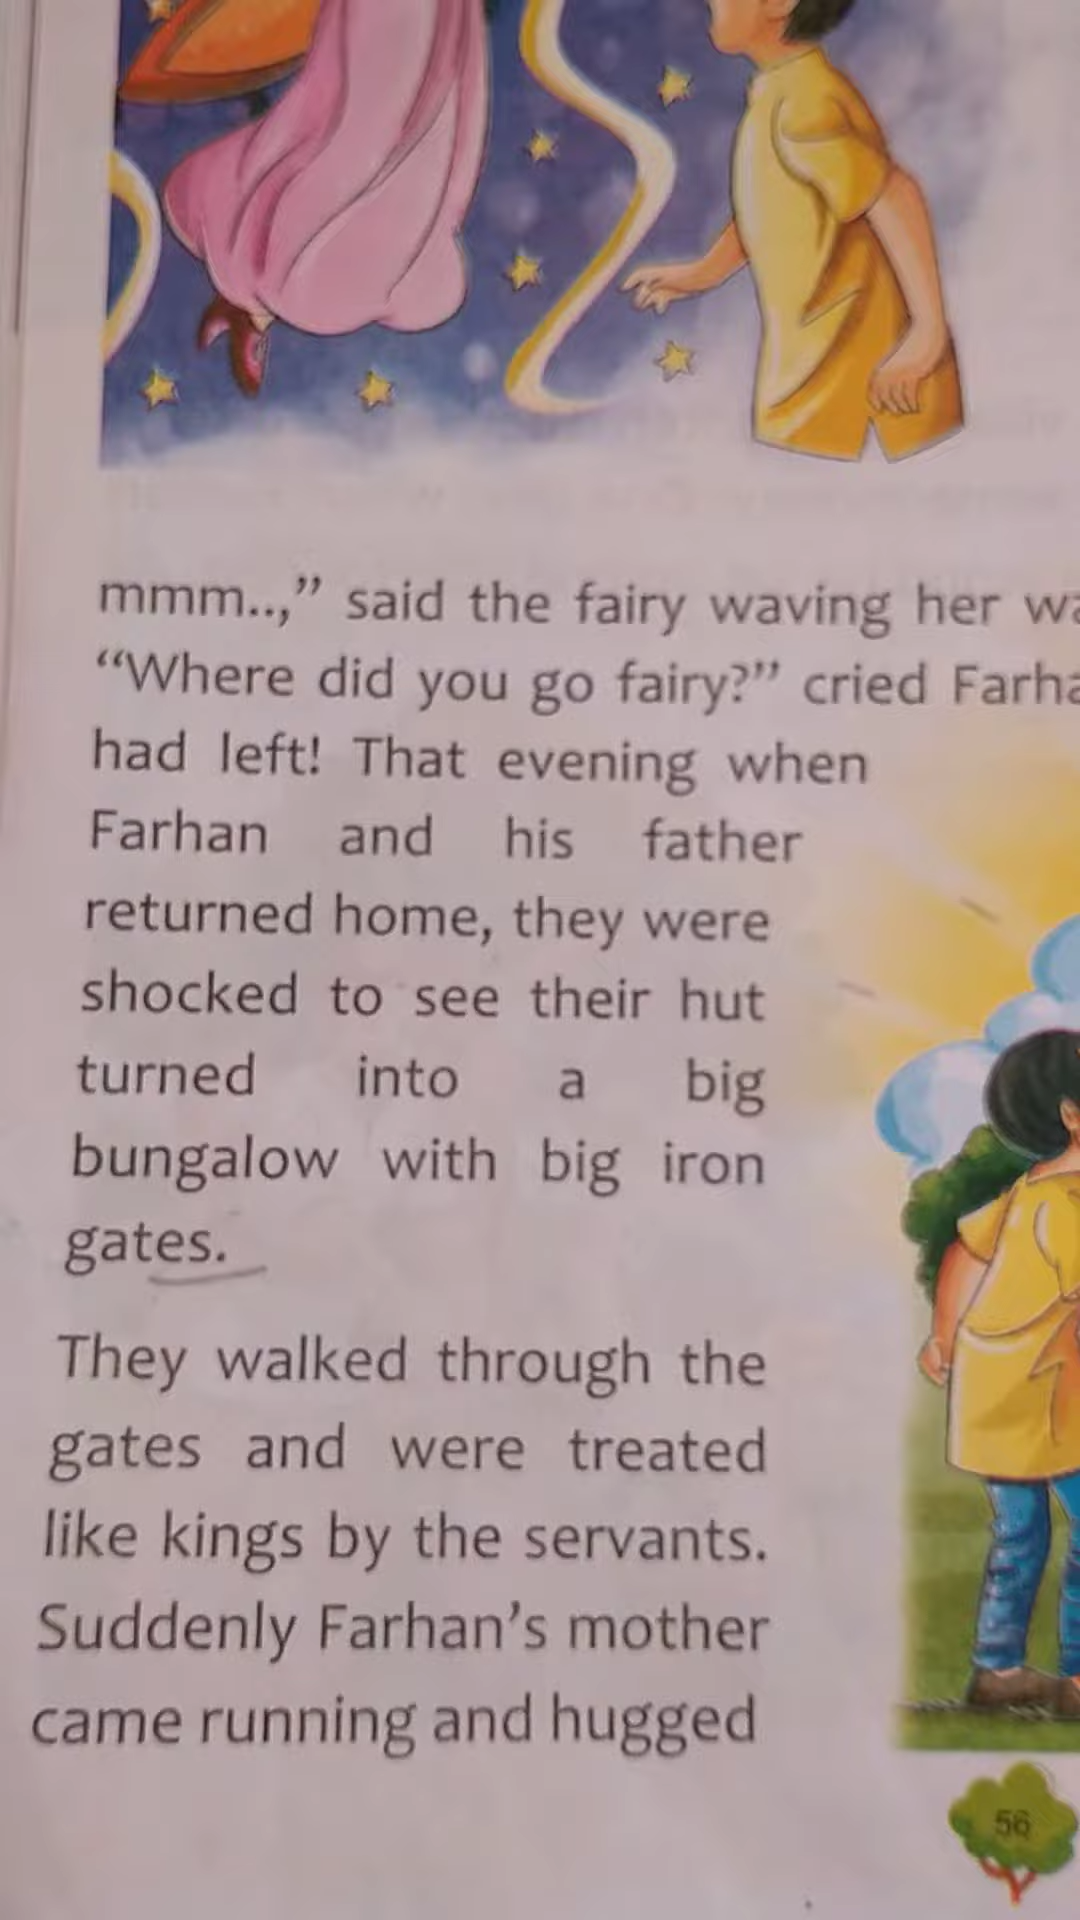 mmm..,” said the fairy waving her
“Where did you go fairy?” cried
had left! That evening when
Farhan and his father
returned home, they were
shocked to see their hut
turned into a big
bungalow with big iron
gates.
They walked through the
gates and were treated
like kings by the servants.
Suddenly Farhan’s mother
came running and hugged
56